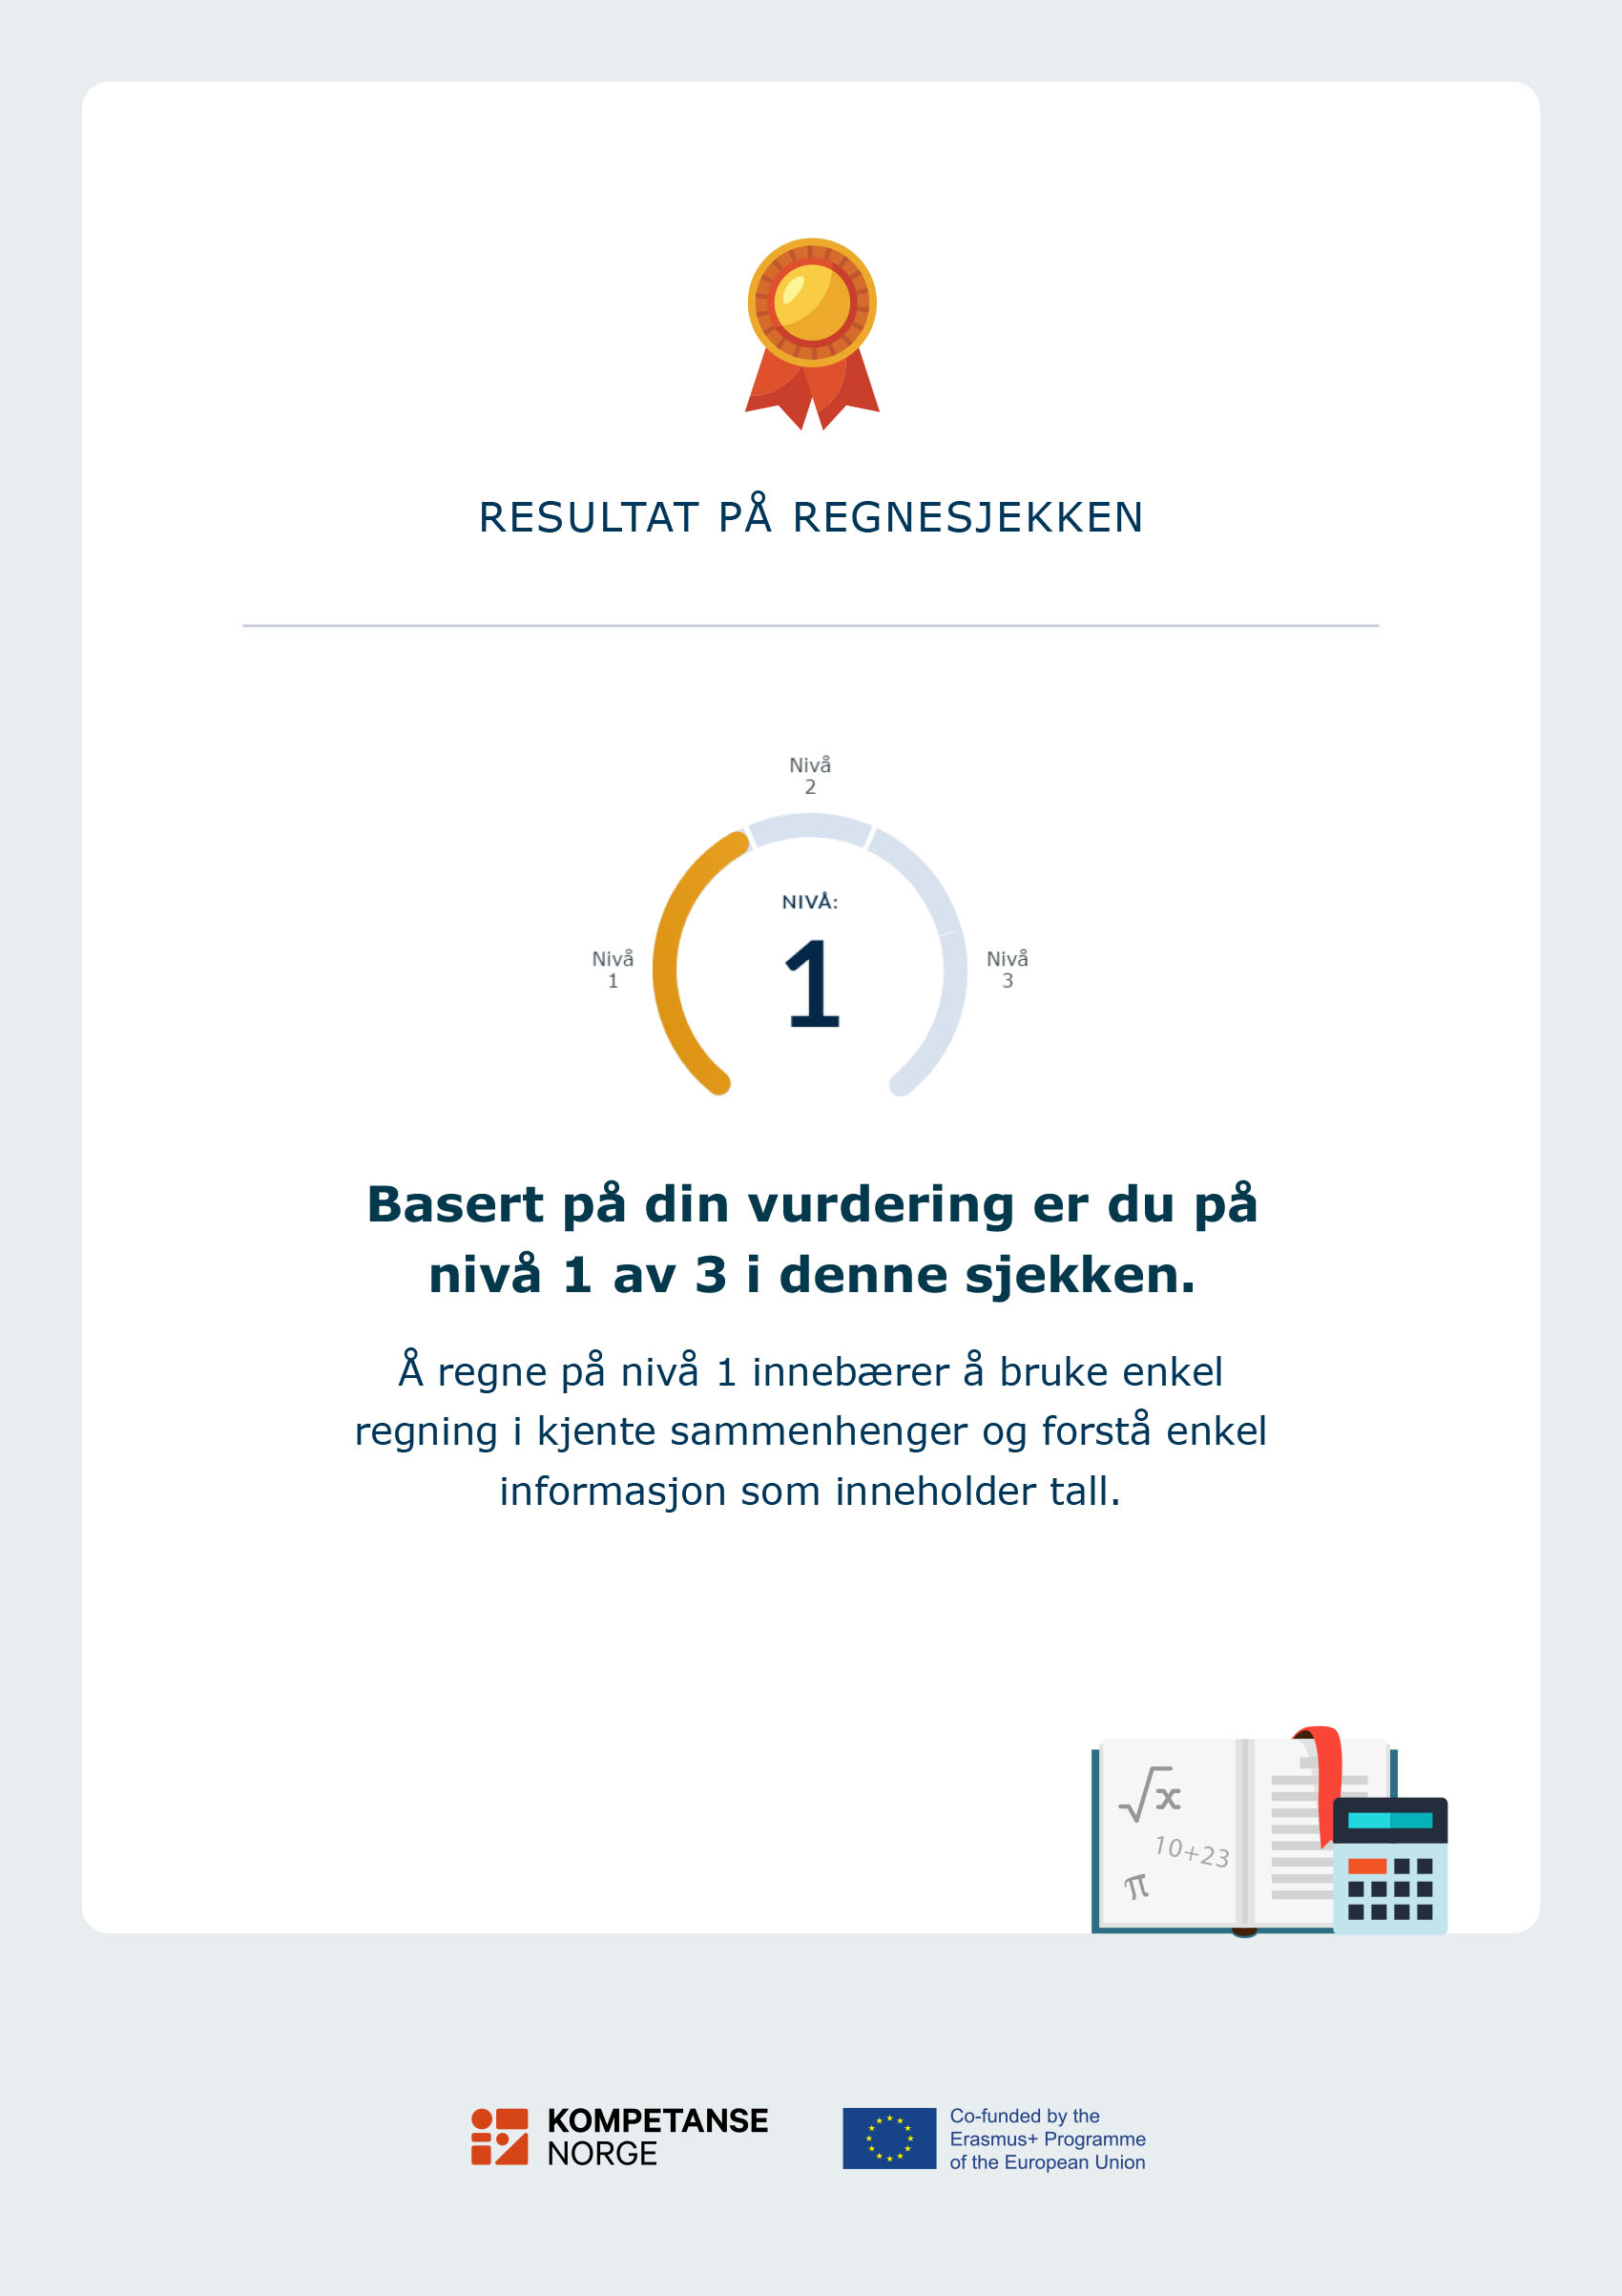 RESULTAT PÅ REGNESJEKKEN
Nivå
2
NIVÅ:
1
Nivå
1
Nivå
3
Basert på din vurdering er du på
nivå 1 av 3 i denne sjekken.
Å regne på nivå 1 innebærer å bruke enkel
regning i kjente sammenhenger og forstå enkel
informasjon som inneholder tall.
√x
10+23
π
KOMPETANSE
NORGE
Co-funded by the
Erasmus+ Programme
of the European Union